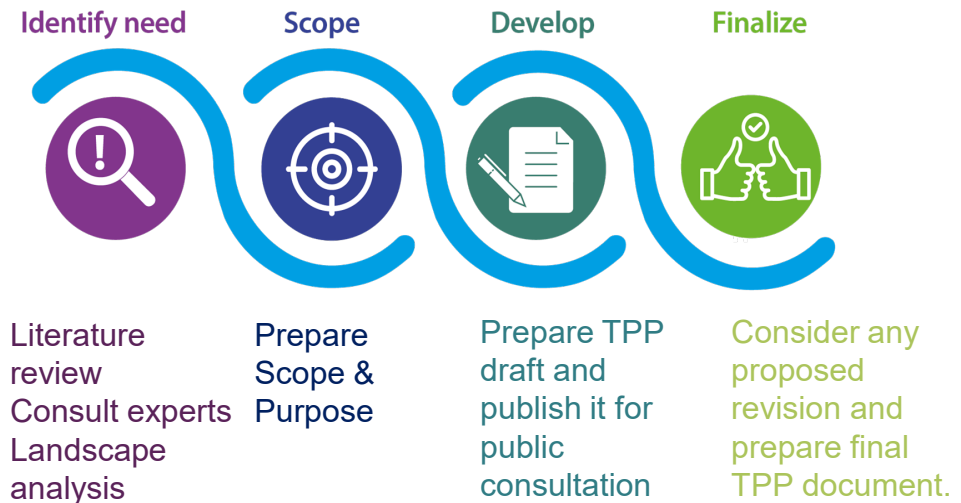 Identify need
Scope
Develop
Finalize
Literature
review
Consult experts
Landscape
analysis
Prepare
Scope &
Purpose
Prepare TPP
draft and
publish it for
public
consultation
Consider any
proposed
revision and
prepare final
TPP document.